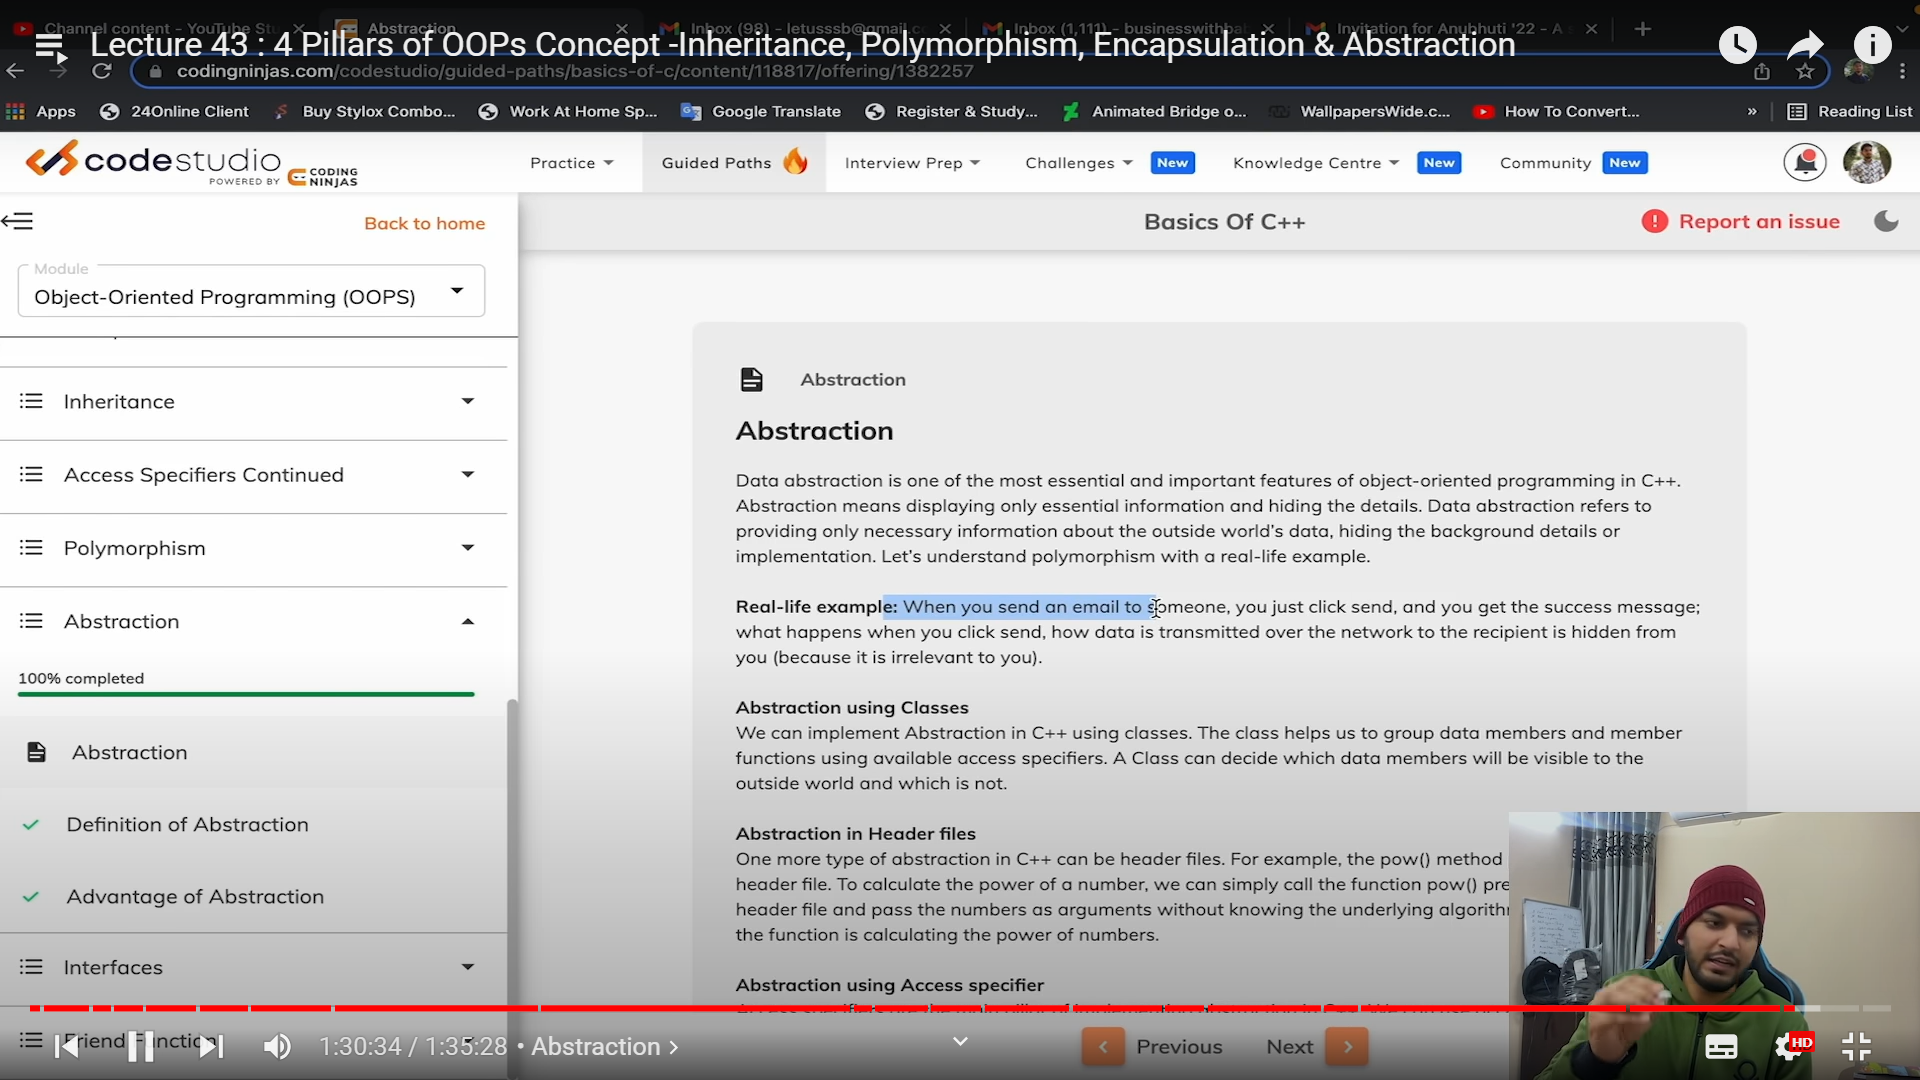 Channel content - YouTube Stu
Abstraction
Inbox (98) - letusssb@gmail.c
Inbox (1,111) - businesswithba
Invitation for Anubhuti '22 - A
Lecture 43 : 4 Pillars of OOPs Concept -Inheritance, Polymorphism, Encapsulation & Abstraction
codingninjas.com/codestudio/guided-paths/basics-of-c/content/118817/offering/1382257
Apps
24Online Client
Buy Stylox Combo...
Work At Home Sp...
Google Translate
Register & Study...
Animated Bridge o...
WallpapersWide.c...
How To Convert...
»
Reading List
codestudio
POWERED BY CODING NINJAS
Practice
Guided Paths
Interview Prep
Challenges New
Knowledge Centre New
Community New
Back to home
Basics Of C++
Report an issue
Module
Object-Oriented Programming (OOPS)
Inheritance
Access Specifiers Continued
Polymorphism
Abstraction
100% completed
Abstraction
Definition of Abstraction
Advantage of Abstraction
Interfaces
Friend Function
Abstraction
Abstraction
Data abstraction is one of the most essential and important features of object-oriented programming in C++.
Abstraction means displaying only essential information and hiding the details. Data abstraction refers to
providing only necessary information about the outside world's data, hiding the background details or
implementation. Let's understand polymorphism with a real-life example.
Real-life example: When you send an email to someone, you just click send, and you get the success message;
what happens when you click send, how data is transmitted over the network to the recipient is hidden from
you (because it is irrelevant to you).
Abstraction using Classes
We can implement Abstraction in C++ using classes. The class helps us to group data members and member
functions using available access specifiers. A Class can decide which data members will be visible to the
outside world and which is not.
Abstraction in Header files
One more type of abstraction in C++ can be header files. For example, the pow() method
header file. To calculate the power of a number, we can simply call the function pow() pre
header file and pass the numbers as arguments without knowing the underlying algorith
the function is calculating the power of numbers.
Abstraction using Access specifier
1:30:34 / 1:35:28 • Abstraction
Previous
Next
HD